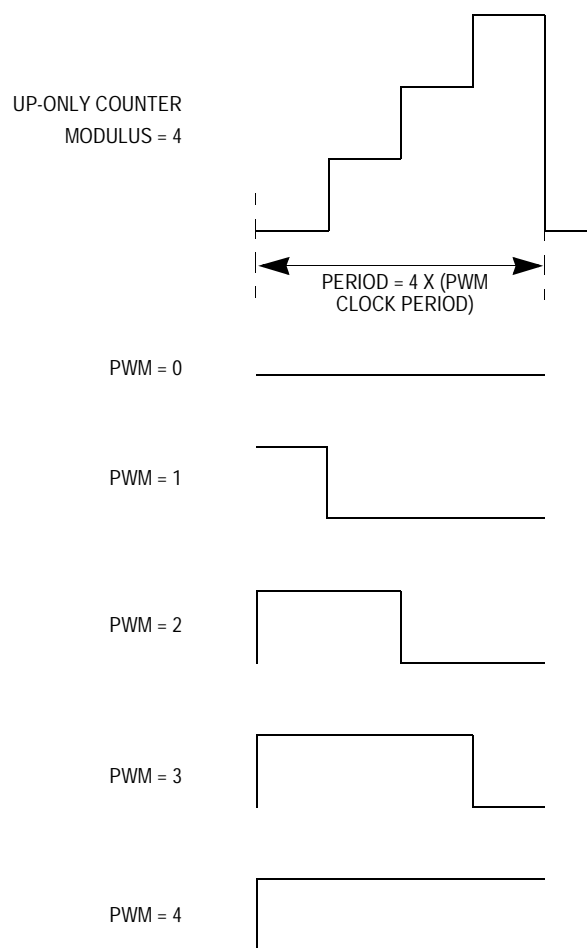 UP-ONLY COUNTER
MODULUS = 4
PERIOD = 4 X (PWM
CLOCK PERIOD)
PWM = 0
PWM = 1
PWM = 2
PWM = 3
PWM = 4